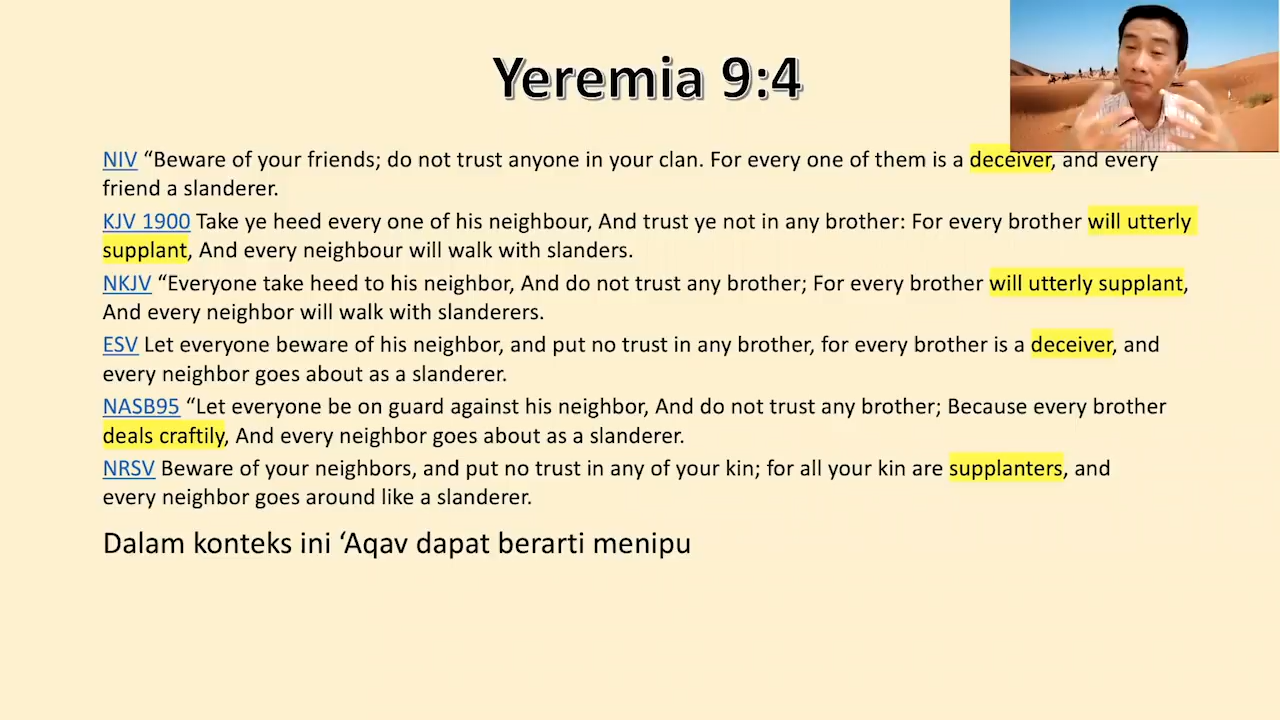 Yeremia 9:4
NIV “Beware of your friends; do not trust anyone in your clan. For every one of them is a deceiver, and every
friend a slanderer.
KJV 1900 Take ye heed every one of his neighbour, And trust ye not in any brother: For every brother will utterly
supplant, And every neighbour will walk with slanders.
NKJV “Everyone take heed to his neighbor, And do not trust any brother; For every brother will utterly supplant,
And every neighbor will walk with slanderers.
ESV Let everyone beware of his neighbor, and put no trust in any brother, for every brother is a deceiver, and
every neighbor goes about as a slanderer.
NASB95 “Let everyone be on guard against his neighbor, And do not trust any brother; Because every brother
deals craftily, And every neighbor goes about as a slanderer.
NRSV Beware of your neighbors, and put no trust in any of your kin; for all your kin are supplanters, and
every neighbor goes around like a slanderer.
Dalam konteks ini ‘Aqav dapat berarti menipu